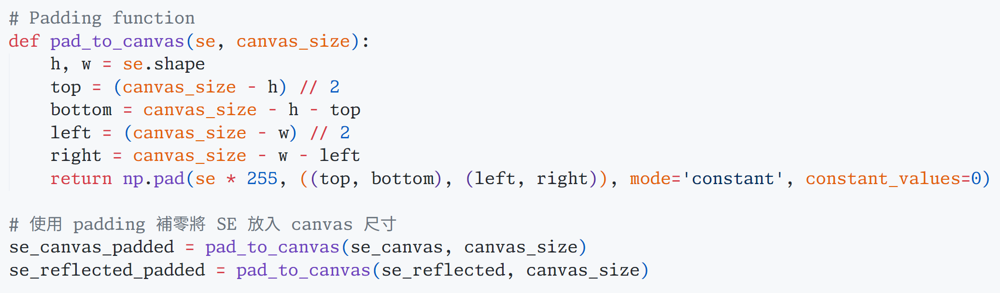 # Padding function
def pad_to_canvas(se, canvas_size):
    h, w = se.shape
    top = (canvas_size - h) // 2
    bottom = canvas_size - h - top
    left = (canvas_size - w) // 2
    right = canvas_size - w - left
    return np.pad(se * 255, ((top, bottom), (left, right)), mode='constant', constant_values=0)

# 使用 padding 補零將 SE 放入 canvas 尺寸
se_canvas_padded = pad_to_canvas(se_canvas, canvas_size)
se_reflected_padded = pad_to_canvas(se_reflected, canvas_size)